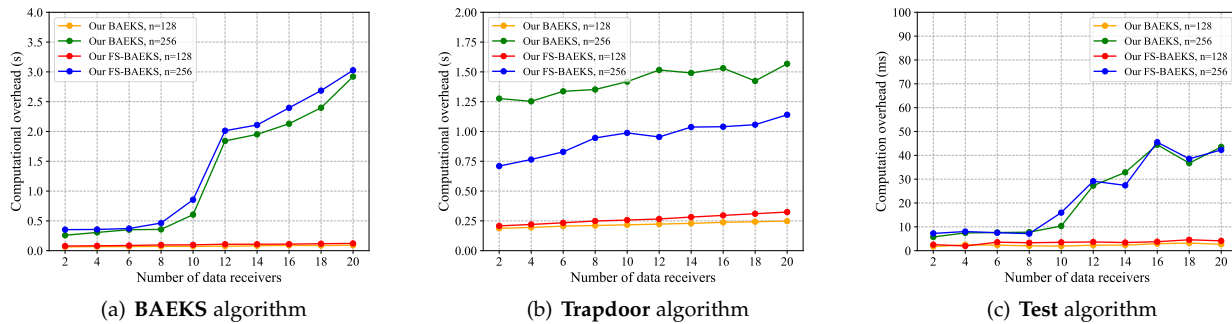 4.0
3.5
3.0
2.5
2.0
1.5
1.0
0.5
0.0
Computational overhead (s)
Our BAEKS, n=128
Our BAEKS, n=256
Our FS-BAEKS, n=128
Our FS-BAEKS, n=256
2 4 6 8 10 12 14 16 18 20
Number of data receivers
(a) BAEKS algorithm
2.00
1.75
1.50
1.25
1.00
0.75
0.50
0.25
0.00
Computational overhead (s)
Our BAEKS, n=128
Our BAEKS, n=256
Our FS-BAEKS, n=128
Our FS-BAEKS, n=256
2 4 6 8 10 12 14 16 18 20
Number of data receivers
(b) Trapdoor algorithm
100
90
80
70
60
50
40
30
20
10
0
Computation overhead (ms)
Our BAEKS, n=128
Our BAEKS, n=256
Our FS-BAEKS, n=128
Our FS-BAEKS, n=256
2 4 6 8 10 12 14 16 18 20
Number of data receivers
(c) Test algorithm